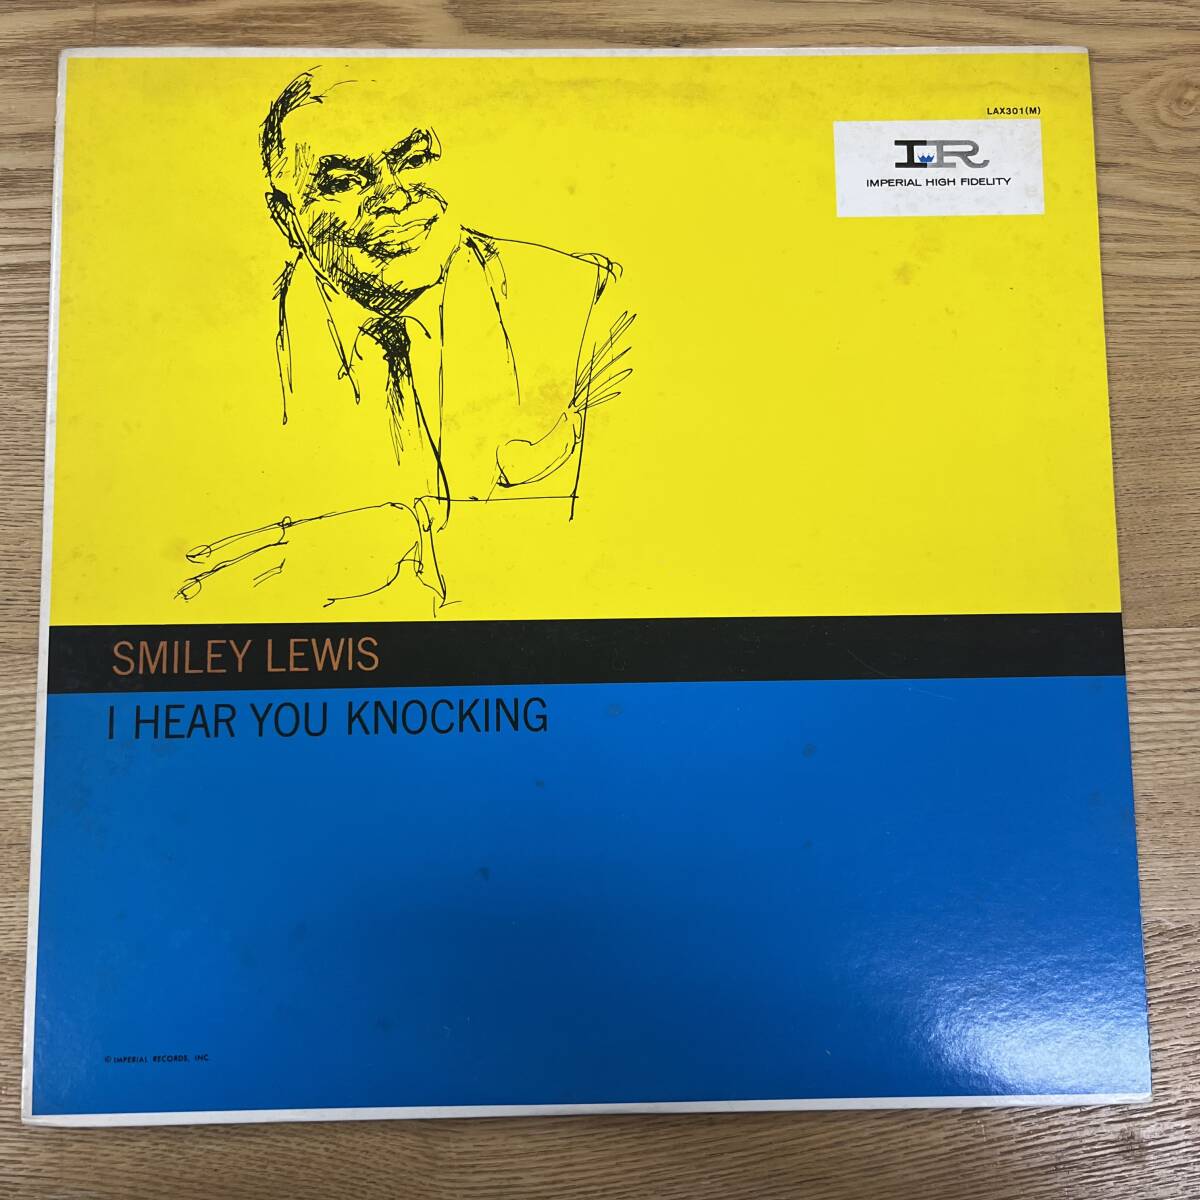 LAX301(M)
IR
IMPERIAL HIGH FIDELITY
SMILEY LEWIS
I HEAR YOU KNOCKING
© IMPERIAL RECORDS, INC.